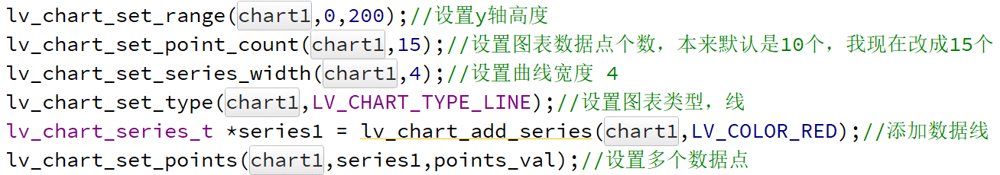 lv_chart_set_range(chart1,0,200);//设置y轴高度
lv_chart_set_point_count(chart1,15);//设置图表数据点个数，本来默认是10个，我现在改成15个
lv_chart_set_series_width(chart1,4);//设置曲线宽度 4
lv_chart_set_type(chart1,LV_CHART_TYPE_LINE);//设置图表类型，线
lv_chart_series_t *series1 = lv_chart_add_series(chart1,LV_COLOR_RED);//添加数据线
lv_chart_set_points(chart1,series1,points_val);//设置多个数据点